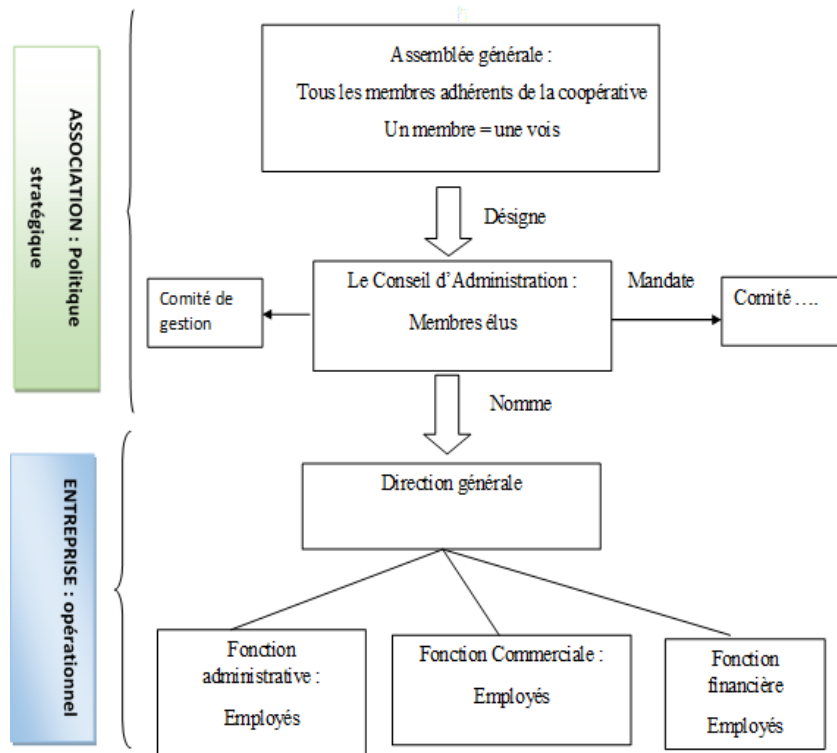 ASSOCIATION : Politique
stratégique
Assemblée générale :
Tous les membres adhérents de la coopérative
Un membre = une vois
Désigne
Comité de
gestion
Le Conseil d'Administration :
Membres élus
Mandate
Comité ….
Nomme
ENTREPRISE : opérationnel
Direction générale
Fonction
administrative :
Employés
Fonction Commerciale :
Employés
Fonction
financière
Employés